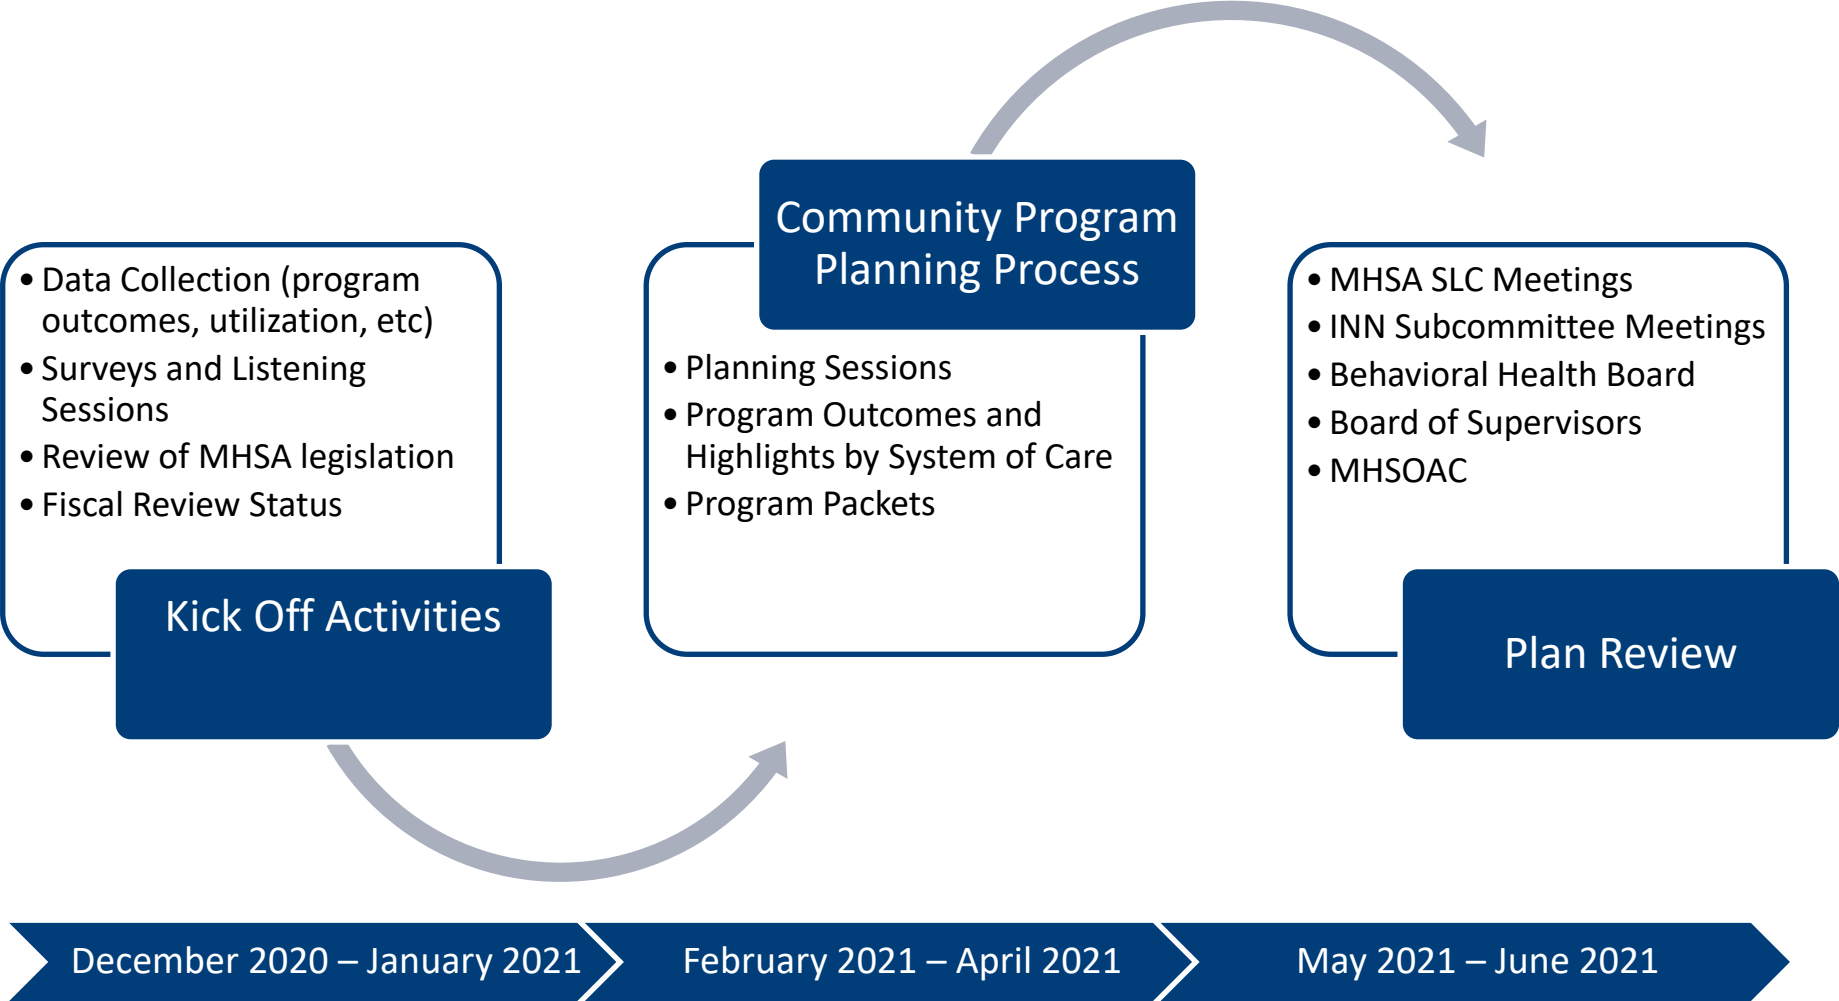 • Data Collection (program
outcomes, utilization, etc)
• Surveys and Listening
Sessions
• Review of MHSA legislation
• Fiscal Review Status
Kick Off Activities
Community Program
Planning Process
• Planning Sessions
• Program Outcomes and
Highlights by System of Care
• Program Packets
• MHSA SLC Meetings
• INN Subcommittee Meetings
• Behavioral Health Board
• Board of Supervisors
• MHSOAC
Plan Review
December 2020 – January 2021
February 2021 – April 2021
May 2021 – June 2021